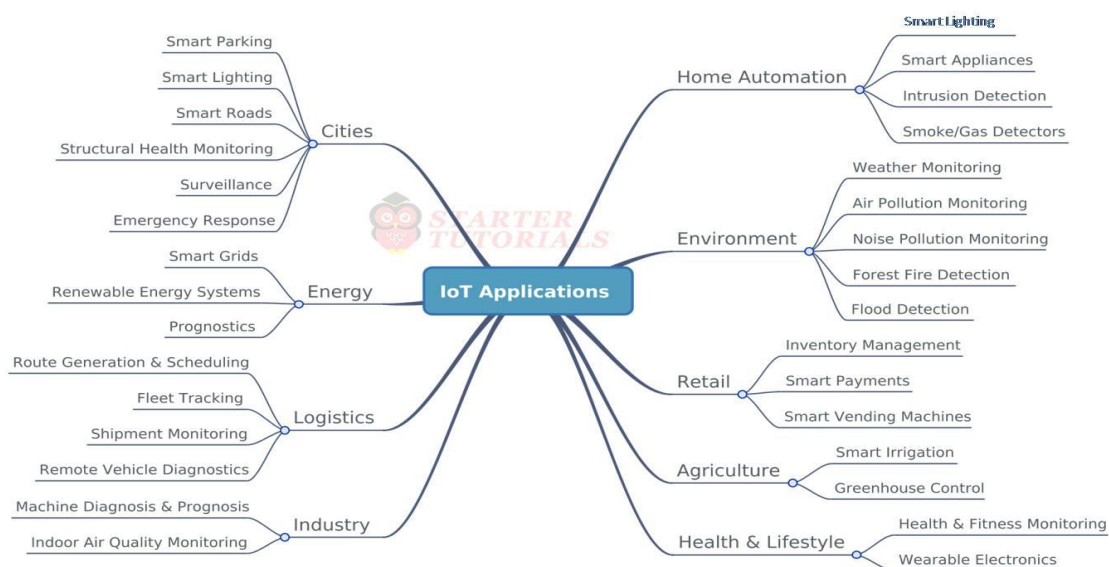 Smart Parking
Smart Lighting
Smart Roads
Structural Health Monitoring
Surveillance
Emergency Response
Cities
Smart Grids
Renewable Energy Systems
Prognostics
Energy
Route Generation & Scheduling
Fleet Tracking
Shipment Monitoring
Remote Vehicle Diagnostics
Logistics
Machine Diagnosis & Prognosis
Indoor Air Quality Monitoring
Industry
STARTER
TUTORIALS
IoT Applications
Home Automation
Smart Lighting
Smart Appliances
Intrusion Detection
Smoke/Gas Detectors
Environment
Weather Monitoring
Air Pollution Monitoring
Noise Pollution Monitoring
Forest Fire Detection
Flood Detection
Retail
Inventory Management
Smart Payments
Smart Vending Machines
Agriculture
Smart Irrigation
Greenhouse Control
Health & Lifestyle
Health & Fitness Monitoring
Wearable Electronics